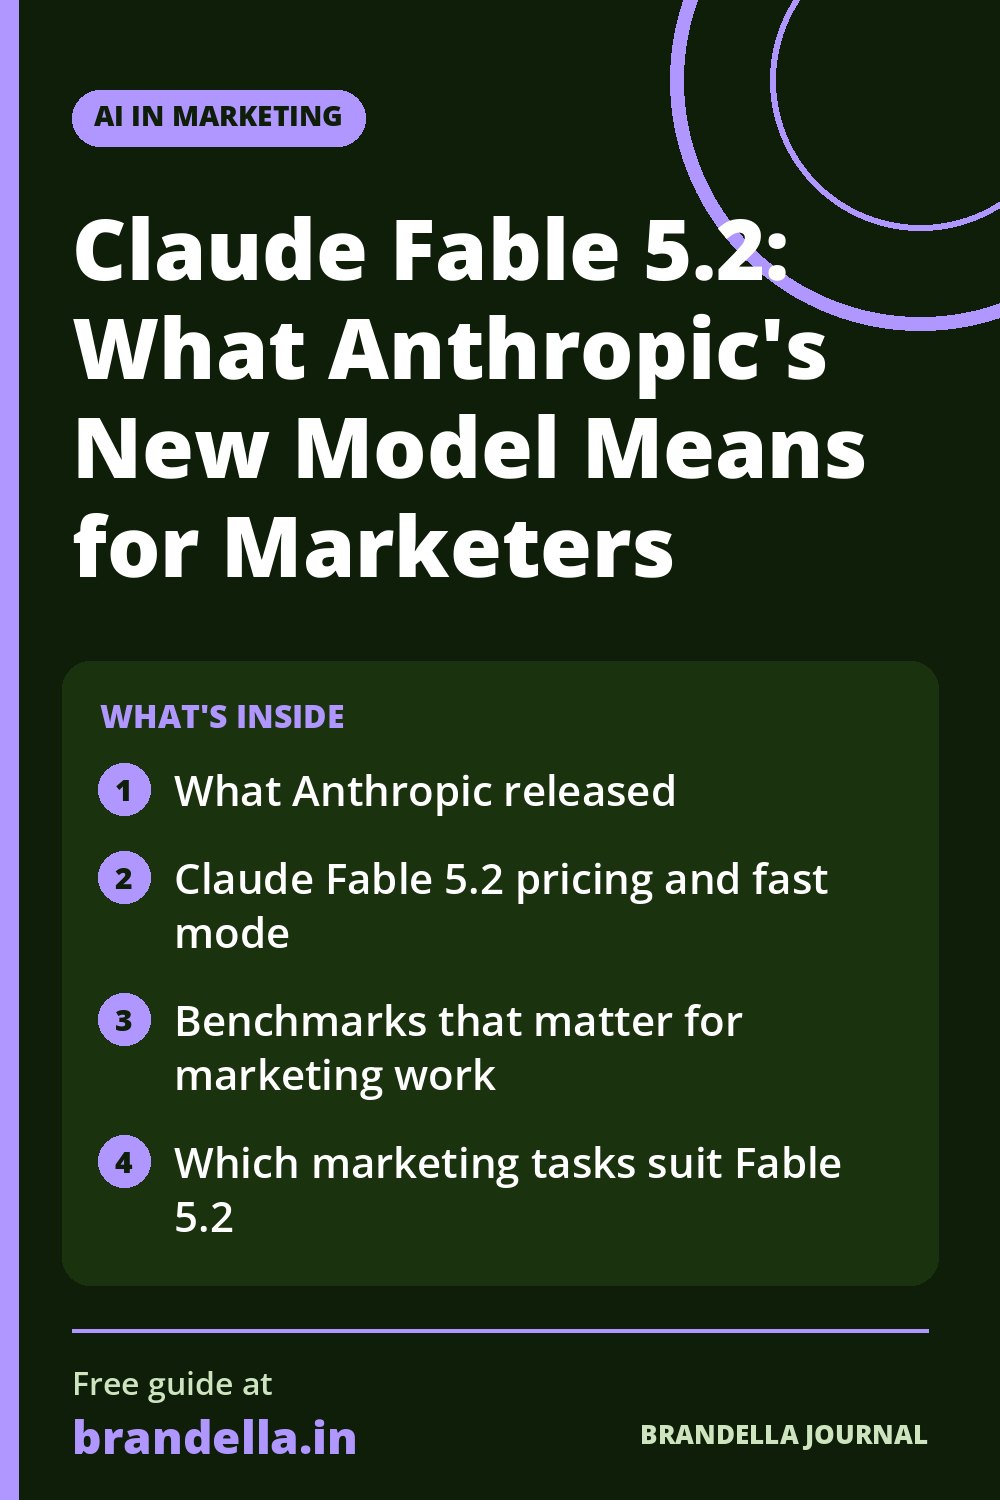 AI IN MARKETING
Claude Fable 5.2:
What Anthropic's
New Model Means
for Marketers
WHAT'S INSIDE
1 What Anthropic released
2 Claude Fable 5.2 pricing and fast
mode
3 Benchmarks that matter for
marketing work
4 Which marketing tasks suit Fable
5.2
Free guide at
brandella.in
BRANDELLA JOURNAL